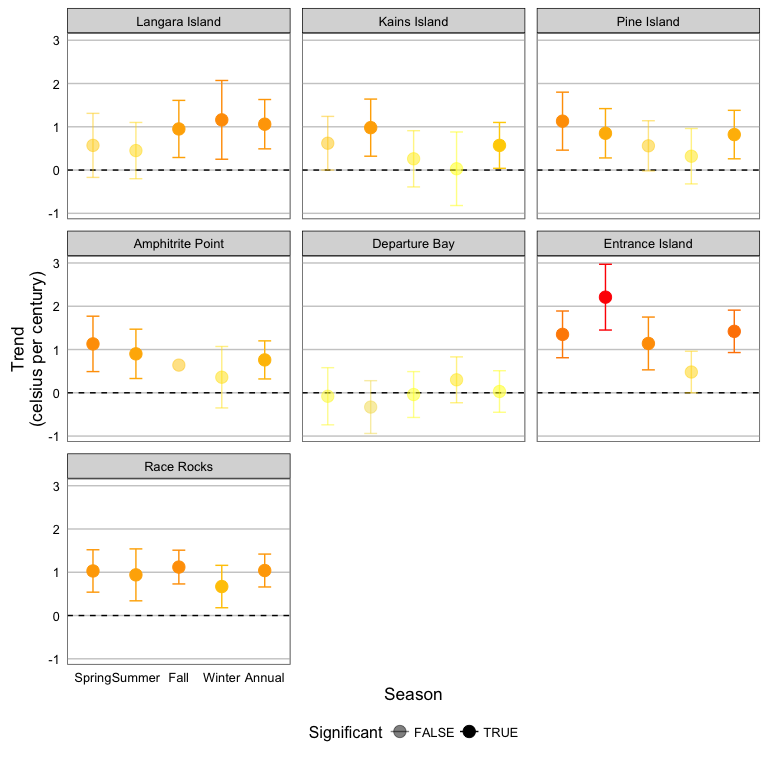 Langara Island Kains Island Pine Island
3
2
1
0
-1
Amphitrite Point Departure Bay Entrance Island
3
2
1
0
-1
Trend
(celsius per century)
Race Rocks
3
2
1
0
-1
Spring Summer Fall Winter Annual
Season
Significant FALSE TRUE